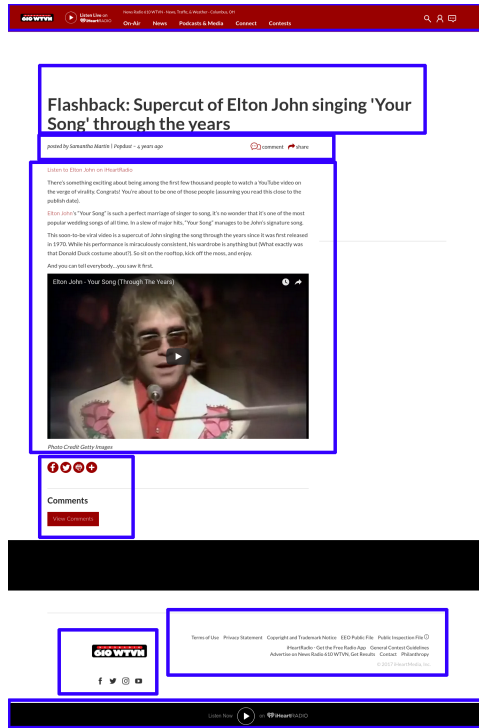 610 WTVN
Listen Live on
iHeartRADIO
News Radio 610 WTVN - News, Traffic, & Weather - Columbus, OH
On-Air News Podcasts & Media Connect Contests
Flashback: Supercut of Elton John singing 'Your
Song' through the years
posted by Samantha Martin | Popdust - 4 years ago
comment share
Listen to Elton John on iHeartRadio
There's something exciting about being among the first few thousand people to watch a YouTube video on
the verge of virality. Congrats! You're about to be one of those people (assuming you read this close to the
publish date).
Elton John's "Your Song" is such a perfect marriage of singer to song, it's no wonder that it's one of the most
popular wedding songs of all time. In a slew of major hits, "Your Song" manages to be John's signature song.
This soon-to-be viral video is a supercut of John singing the song through the years since it was first released
in 1970. While his performance is miraculously consistent, his wardrobe is anything but (What exactly was
that Donald Duck costume about?). So sit on the rooftop, kick off the moss, and enjoy.
And you can tell everybody...you saw it first.
Elton John - Your Song (Through The Years)
Photo Credit Getty Images
Comments
View Comments
610 WTVN
Terms of Use Privacy Statement Copyright and Trademark Notice EEO Public File Public Inspection File
iHeartRadio - Get the Free Radio App General Contest Guidelines
Advertise on News Radio 610 WTVN; Get Results Contact Philanthropy
© 2017 iHeartMedia, Inc.
Listen Now on iHeartRADIO